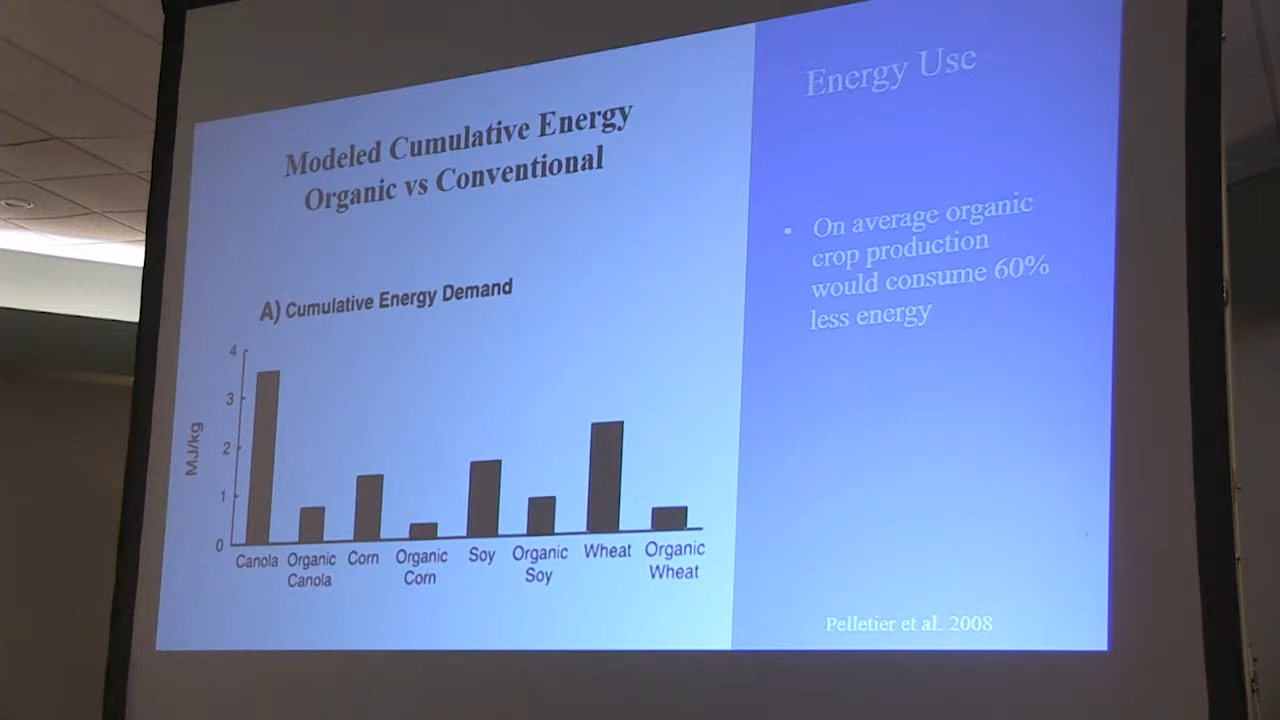 Modeled Cumulative Energy
Organic vs Conventional
A) Cumulative Energy Demand
MJ/kg
4
3
2
1
0
Canola
Organic
Canola
Corn
Organic
Corn
Soy
Organic
Soy
Wheat
Organic
Wheat
Energy Use
• On average organic
crop production
would consume 60%
less energy
Pelletier et al. 2008